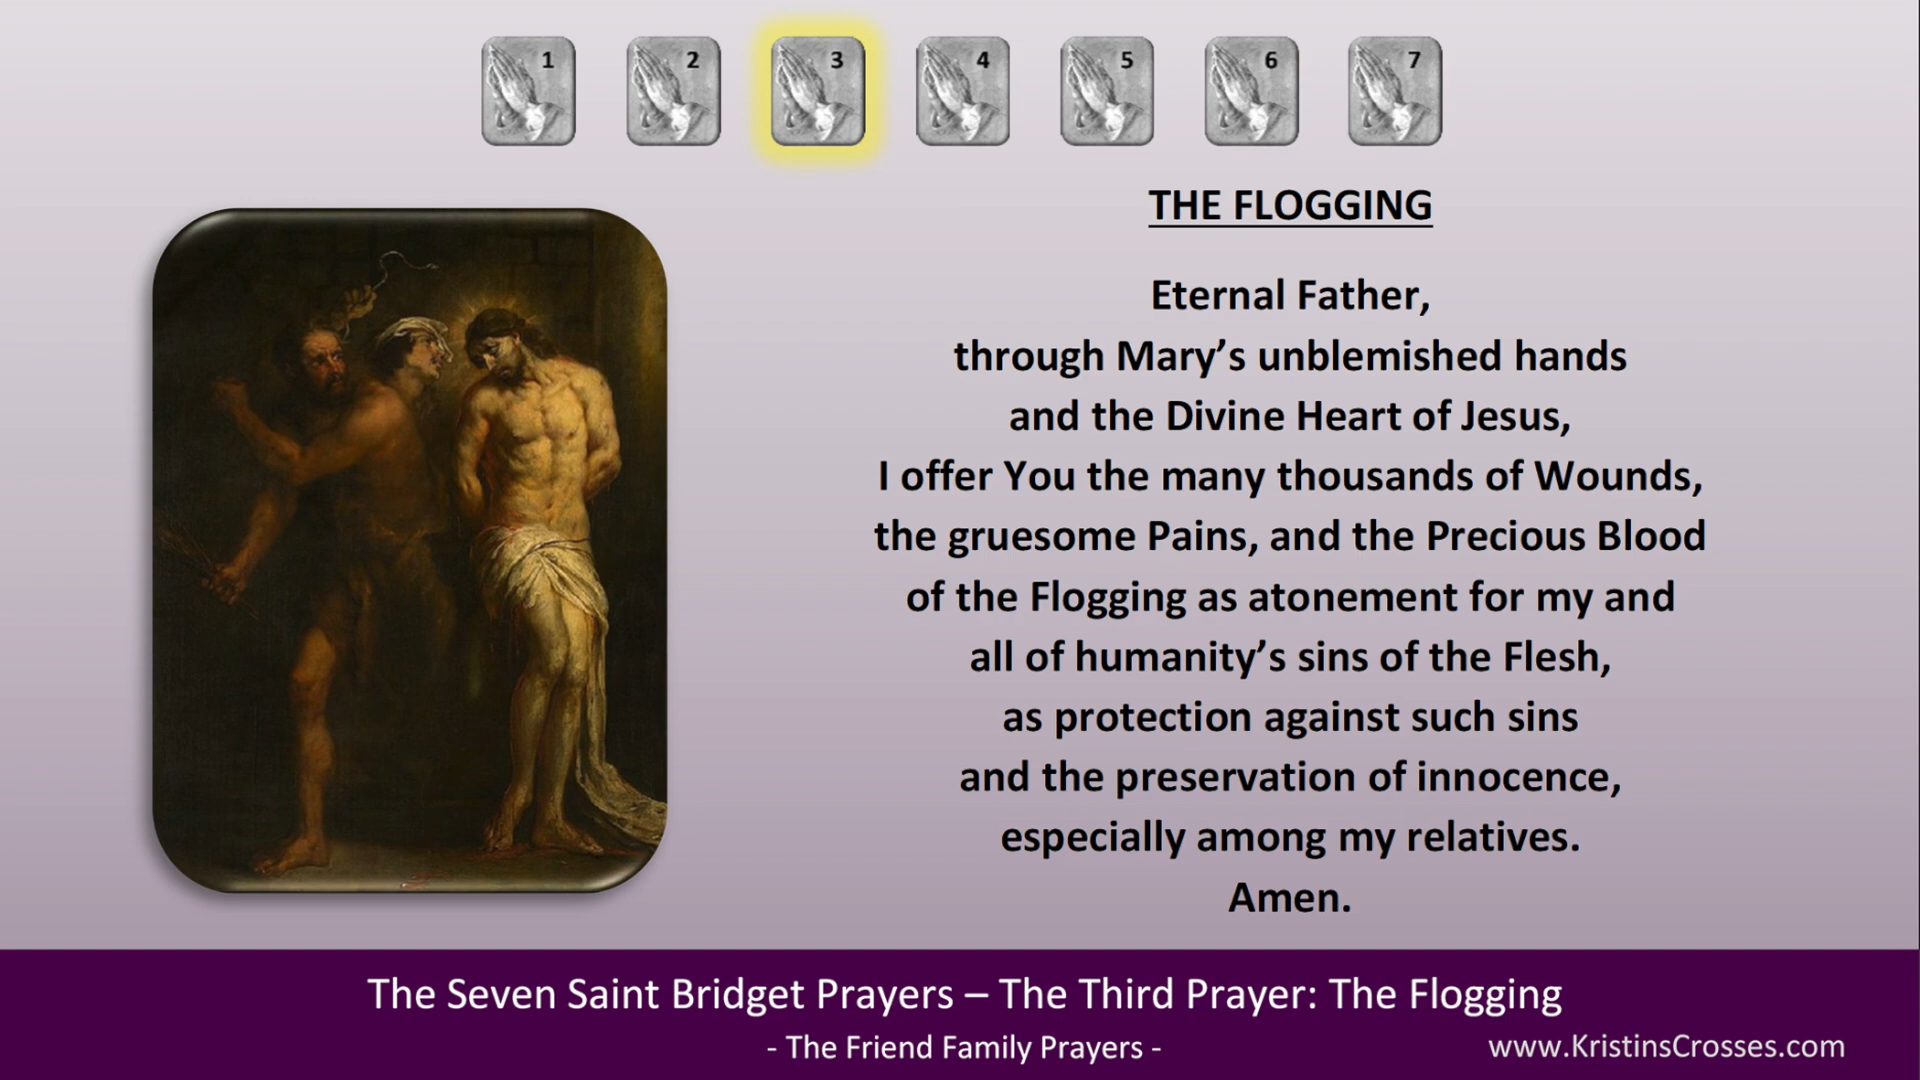 1 2 3 4 5 6 7
THE FLOGGING
Eternal Father,
through Mary’s unblemished hands
and the Divine Heart of Jesus,
I offer You the many thousands of Wounds,
the gruesome Pains, and the Precious Blood
of the Flogging as atonement for my and
all of humanity’s sins of the Flesh,
as protection against such sins
and the preservation of innocence,
especially among my relatives.
Amen.
The Seven Saint Bridget Prayers – The Third Prayer: The Flogging
- The Friend Family Prayers -
www.KristinsCrosses.com